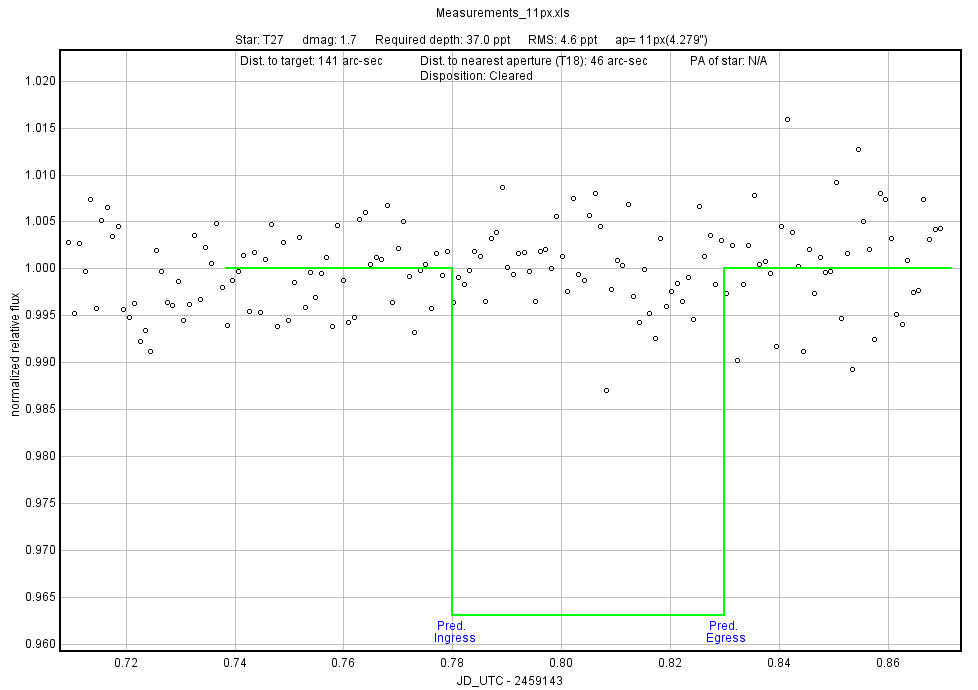 Measurements_11px.xls
Star: T27 dmag: 1.7 Required depth: 37.0 ppt RMS: 4.6 ppt ap= 11px(4.279")
Dist. to target: 141 arc-sec Dist. to nearest aperture (T18): 46 arc-sec PA of star: N/A
Disposition: Cleared
1.020
1.015
1.010
1.005
1.000
0.995
0.990
0.985
0.980
0.975
0.970
0.965
0.960
normalized relative flux
Pred. Pred.
Ingress Egress
0.72 0.74 0.76 0.78 0.80 0.82 0.84 0.86
JD_UTC - 2459143